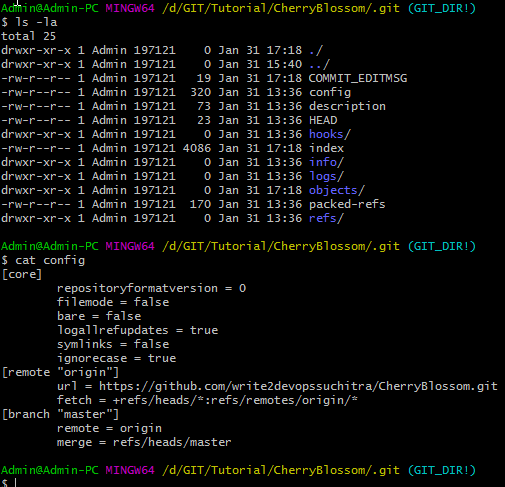 Admin@Admin-PC MINGW64 /d/GIT/Tutorial/CherryBlossom/.git (GIT_DIR!)
$ ls -la
total 25
drwxr-xr-x 1 Admin 197121    0 Jan 31 17:18 ./
drwxr-xr-x 1 Admin 197121    0 Jan 31 15:40 ../
-rw-r--r-- 1 Admin 197121   19 Jan 31 17:18 COMMIT_EDITMSG
-rw-r--r-- 1 Admin 197121  320 Jan 31 13:36 config
-rw-r--r-- 1 Admin 197121   73 Jan 31 13:36 description
-rw-r--r-- 1 Admin 197121   23 Jan 31 13:36 HEAD
drwxr-xr-x 1 Admin 197121    0 Jan 31 13:36 hooks/
-rw-r--r-- 1 Admin 197121 4086 Jan 31 17:18 index
drwxr-xr-x 1 Admin 197121    0 Jan 31 13:36 info/
drwxr-xr-x 1 Admin 197121    0 Jan 31 13:36 logs/
drwxr-xr-x 1 Admin 197121    0 Jan 31 17:18 objects/
-rw-r--r-- 1 Admin 197121  170 Jan 31 13:36 packed-refs
drwxr-xr-x 1 Admin 197121    0 Jan 31 13:36 refs/
Admin@Admin-PC MINGW64 /d/GIT/Tutorial/CherryBlossom/.git (GIT_DIR!)
$ cat config
[core]
        repositoryformatversion = 0
        filemode = false
        bare = false
        logallrefupdates = true
        symlinks = false
        ignorecase = true
[remote "origin"]
        url = https://github.com/write2devopssuchitra/CherryBlossom.git
        fetch = +refs/heads/*:refs/remotes/origin/*
[branch "master"]
        remote = origin
        merge = refs/heads/master
Admin@Admin-PC MINGW64 /d/GIT/Tutorial/CherryBlossom/.git (GIT_DIR!)
$